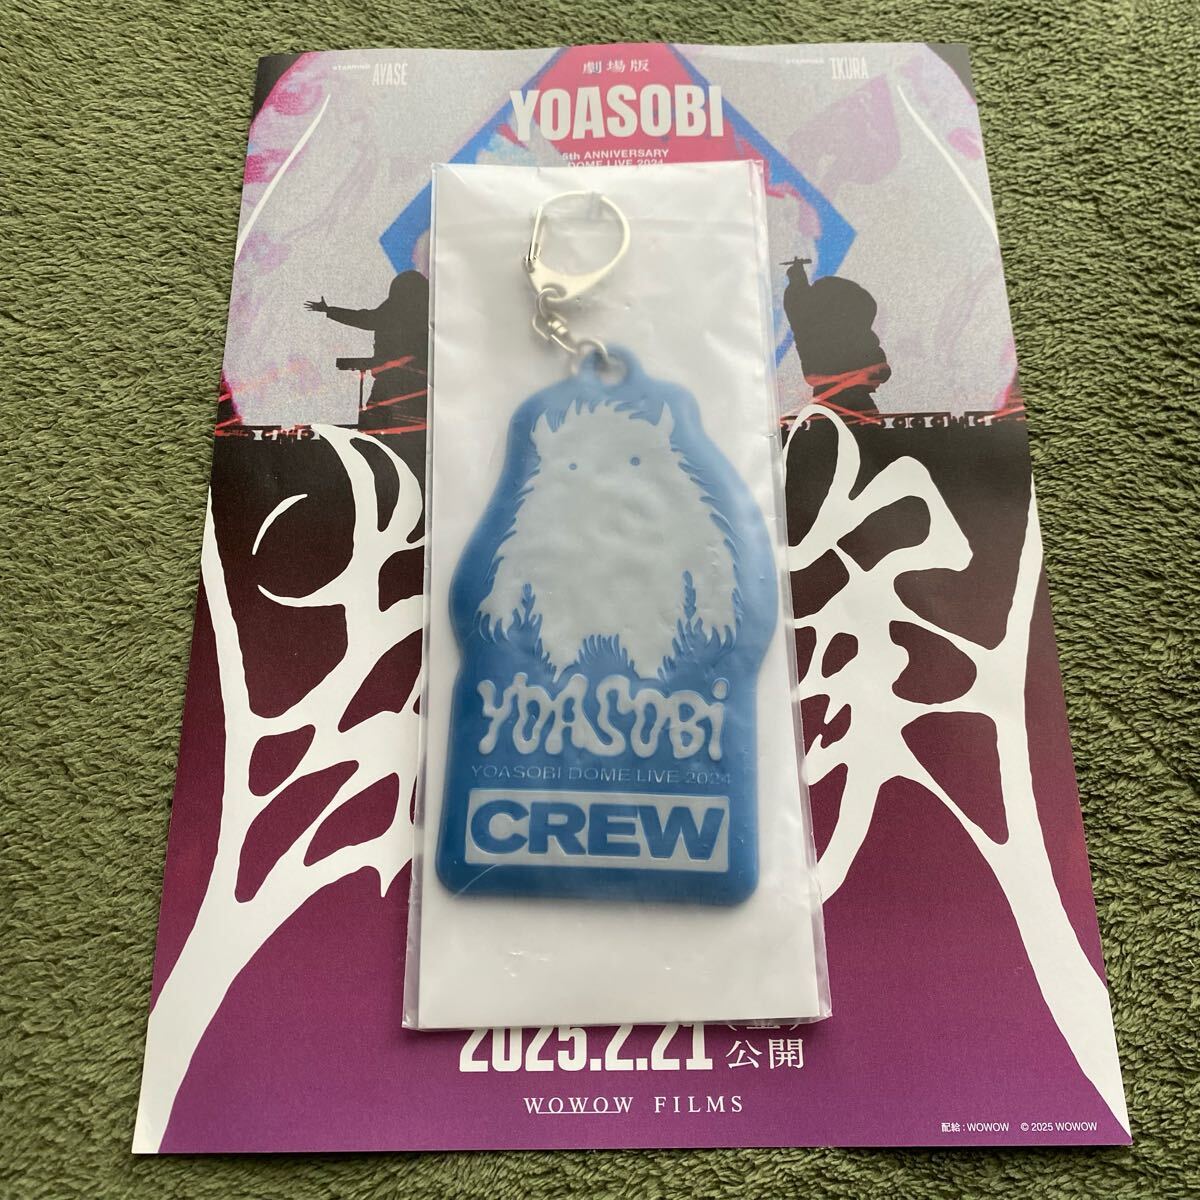 STARRING AYASE
STARRING IKURA
劇場版
YOASOBI
5th ANNIVERSARY
DOME LIVE 2024
YOASOBi
YOASOBI DOME LIVE 2024
CREW
2025.2.21
公開
WOWOW FILMS
配給:WOWOW © 2025 WOWOW